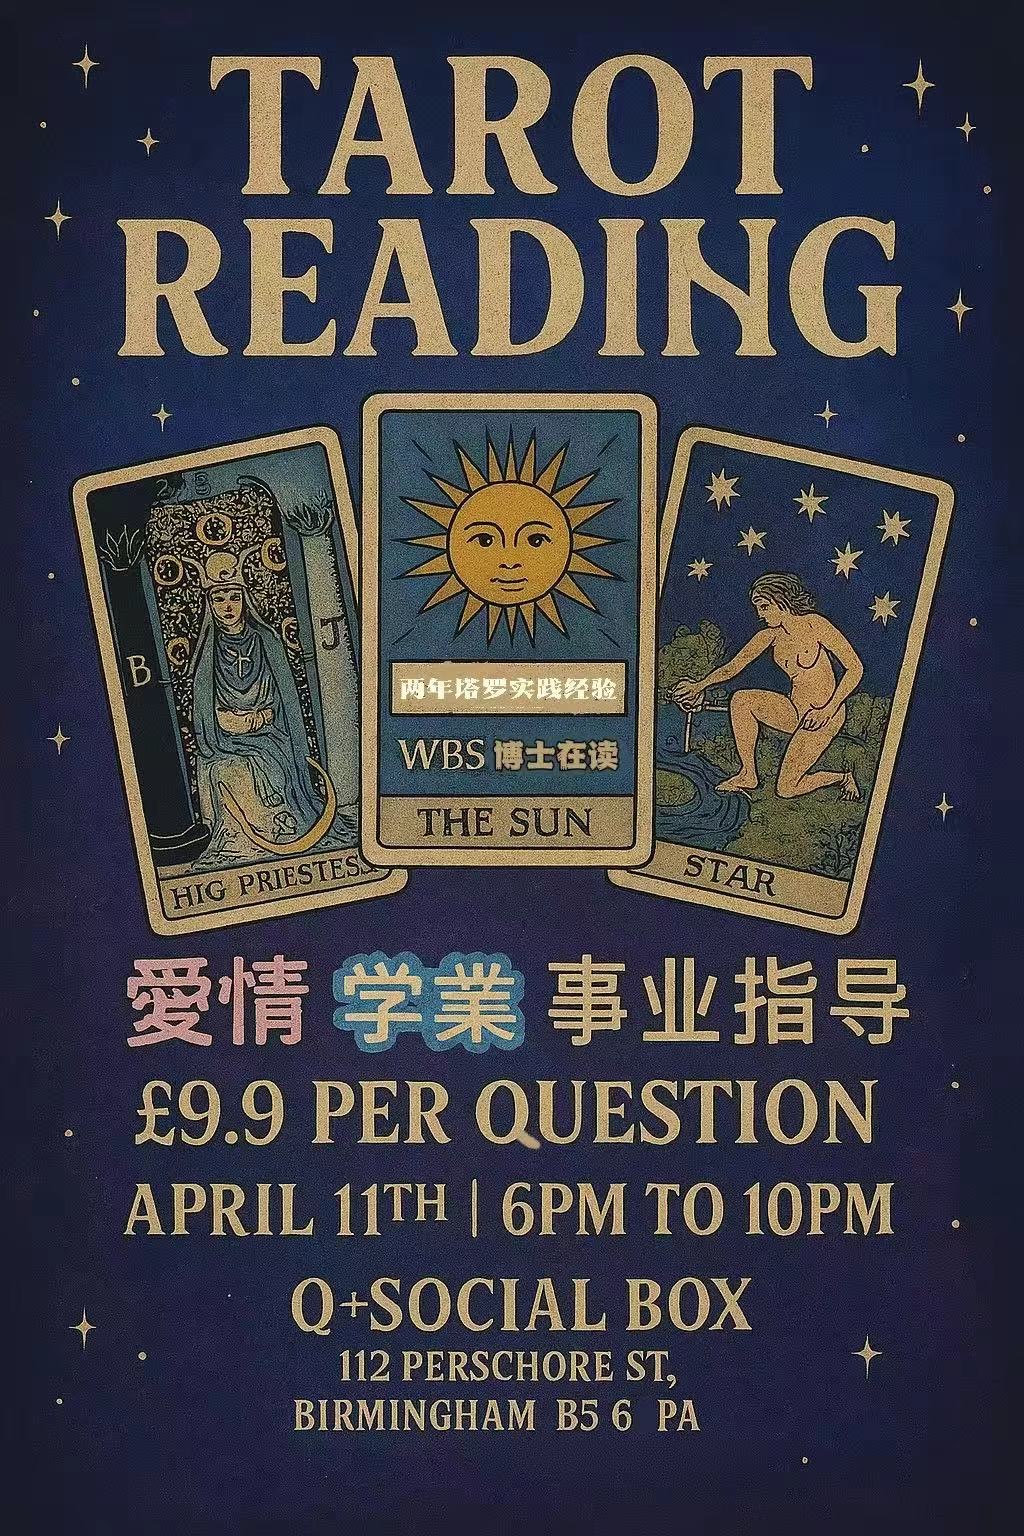 TAROT
READING
B
J
HIG PRIESTESS
两年塔罗实践经验
WBS 博士在读
THE SUN
STAR
愛情 学業 事业指导
£9.9 PER QUESTION
APRIL 11TH | 6PM TO 10PM
Q+SOCIAL BOX
112 PERSCHORE ST,
BIRMINGHAM B5 6 PA